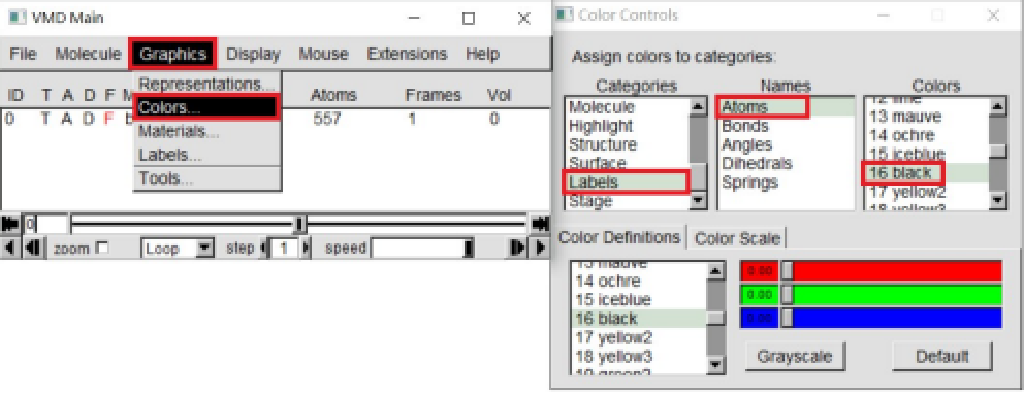 VMD Main
File Molecule Graphics Display Mouse Extensions Help
ID T A D F M Atoms Frames Vol
0 T A D F b 557 1 0
Representations...
Colors...
Materials...
Labels...
Tools...
0
zoom Loop step 1 speed
Color Controls
Assign colors to categories:
Categories
Molecule
Highlight
Structure
Surface
Labels
Stage
Names
Atoms
Bonds
Angles
Dihedrals
Springs
Colors
12 lime
13 mauve
14 ochre
15 iceblue
16 black
17 yellow2
18 yellow3
Color Definitions Color Scale
13 mauve
14 ochre
15 iceblue
16 black
17 yellow2
18 yellow3
19 green2
0.00
0.00
0.00
Grayscale Default